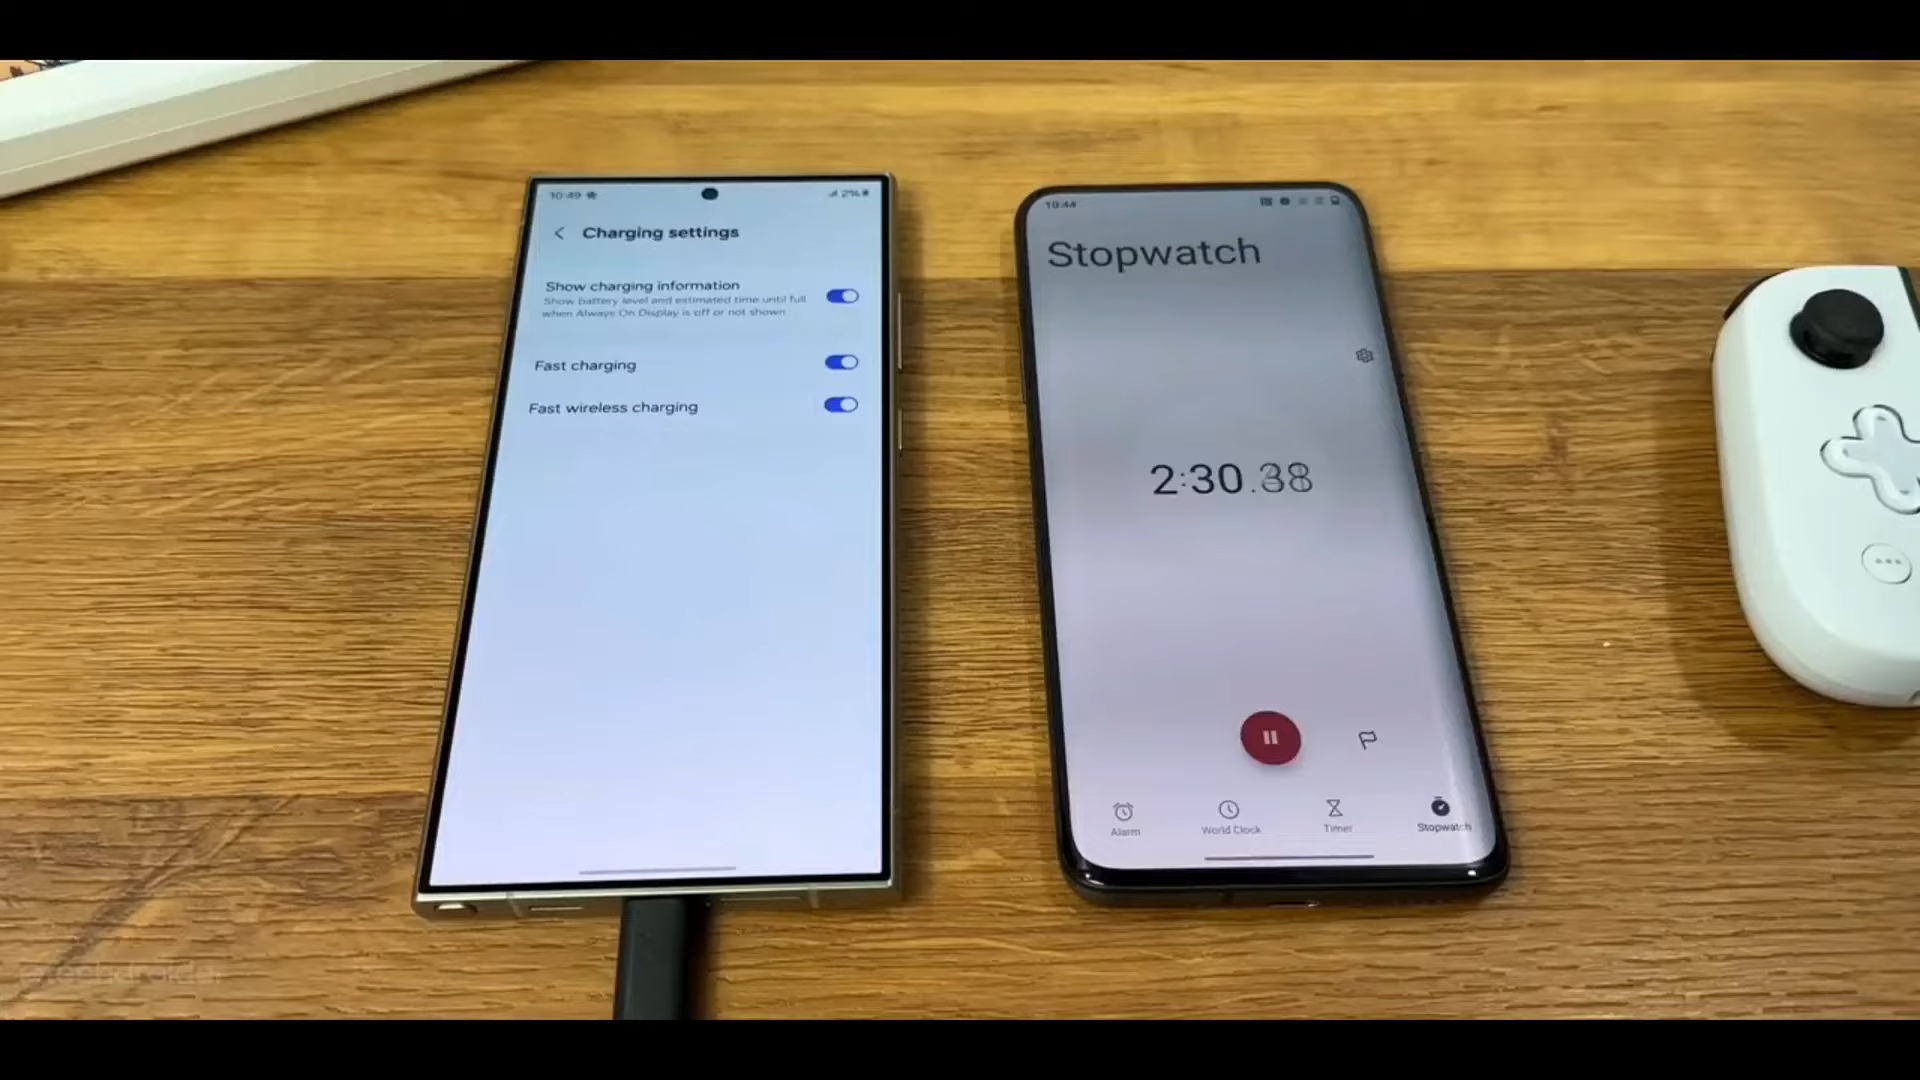 10:49
2%
Charging settings
Show charging information
Show battery level and estimated time until full
when Always On Display is off or not shown
Fast charging
Fast wireless charging
10:44
Stopwatch
2:30.38
Alarm
World Clock
Timer
Stopwatch
@techdroider